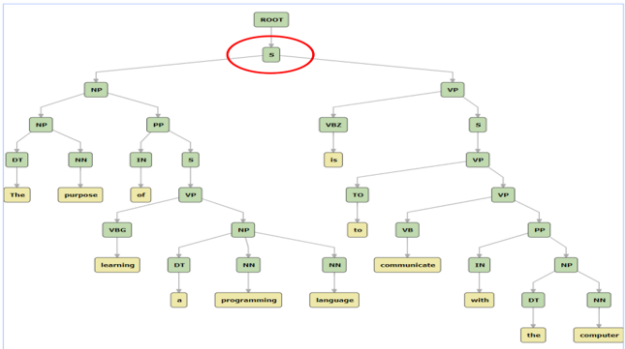 ROOT
S
NP VP
NP PP VBZ S
DT NN IN S is VP
The purpose of VP TO VP
VBG NP to VB PP
learning DT NN NN communicate IN NP
a programming language with DT NN
the computer